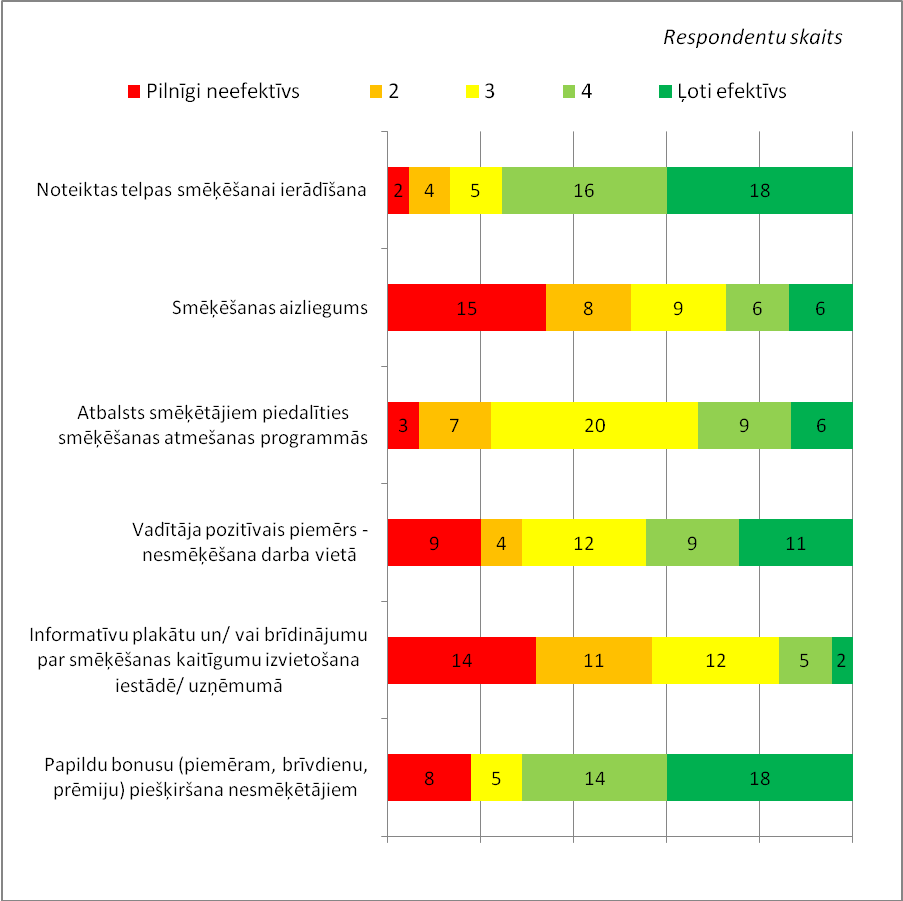 Respondentu skaits
Pilnīgi neefektīvs 2 3 4 Ļoti efektīvs
Noteiktas telpas smēķēšanai ierādīšana 2 4 5 16 18
Smēķēšanas aizliegums 15 8 9 6 6
Atbalsts smēķētājiem piedalīties
smēķēšanas atmešanas programmās
3 7 20 9 6
Vadītāja pozitīvais piemērs -
nesmēķēšana darba vietā
9 4 12 9 11
Informatīvu plakātu un/ vai brīdinājumu
par smēķēšanas kaitīgumu izvietošana
iestādē/ uzņēmumā
14 11 12 5 2
Papildu bonusu (piemēram, brīvdienu,
prēmiju) piešķiršana nesmēķētājiem
8 5 14 18